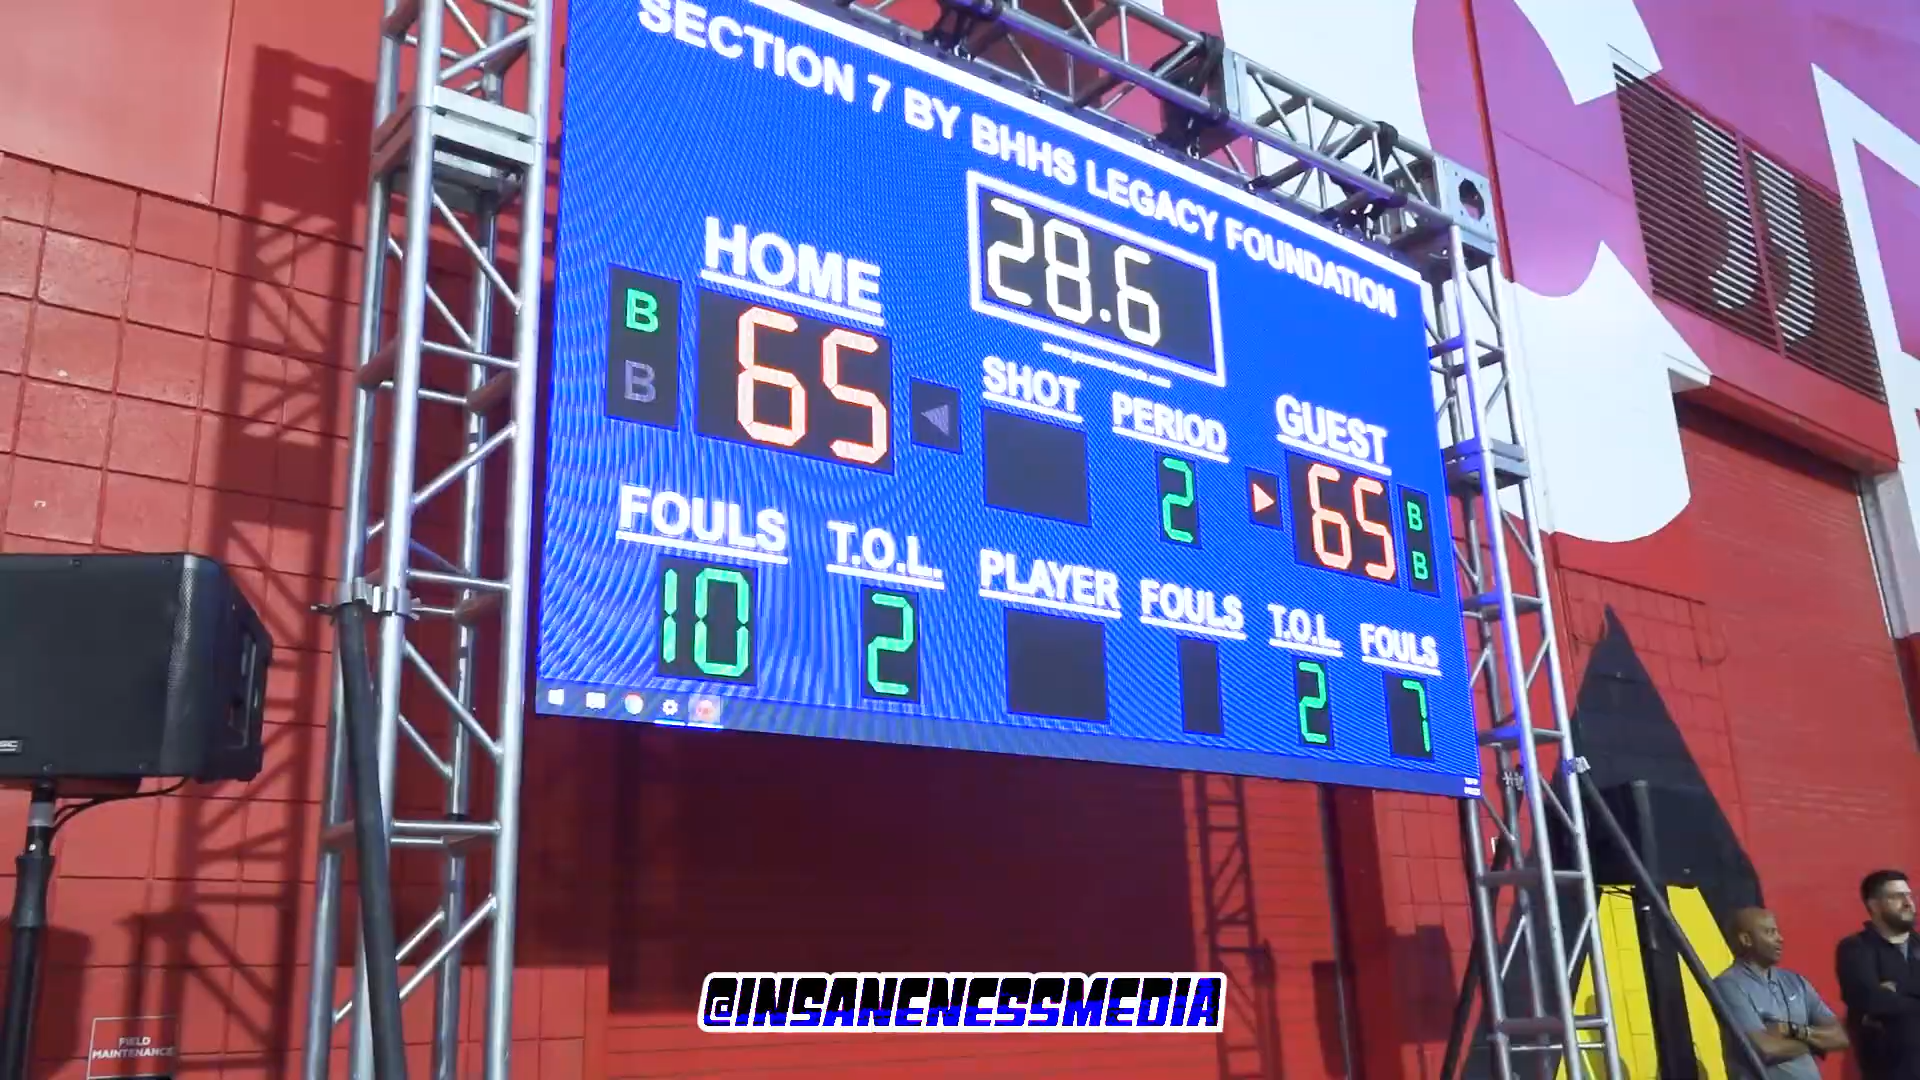 SECTION 7 BY BHHS LEGACY FOUNDATION
28.6
HOME
B
B
65
SHOT
PERIOD
2
GUEST
65
B
B
FOULS
10
T.O.L.
2
PLAYER
FOULS
T.O.L.
2
FOULS
7
@INSANENESSMEDIA
FIELD
MAINTENANCE